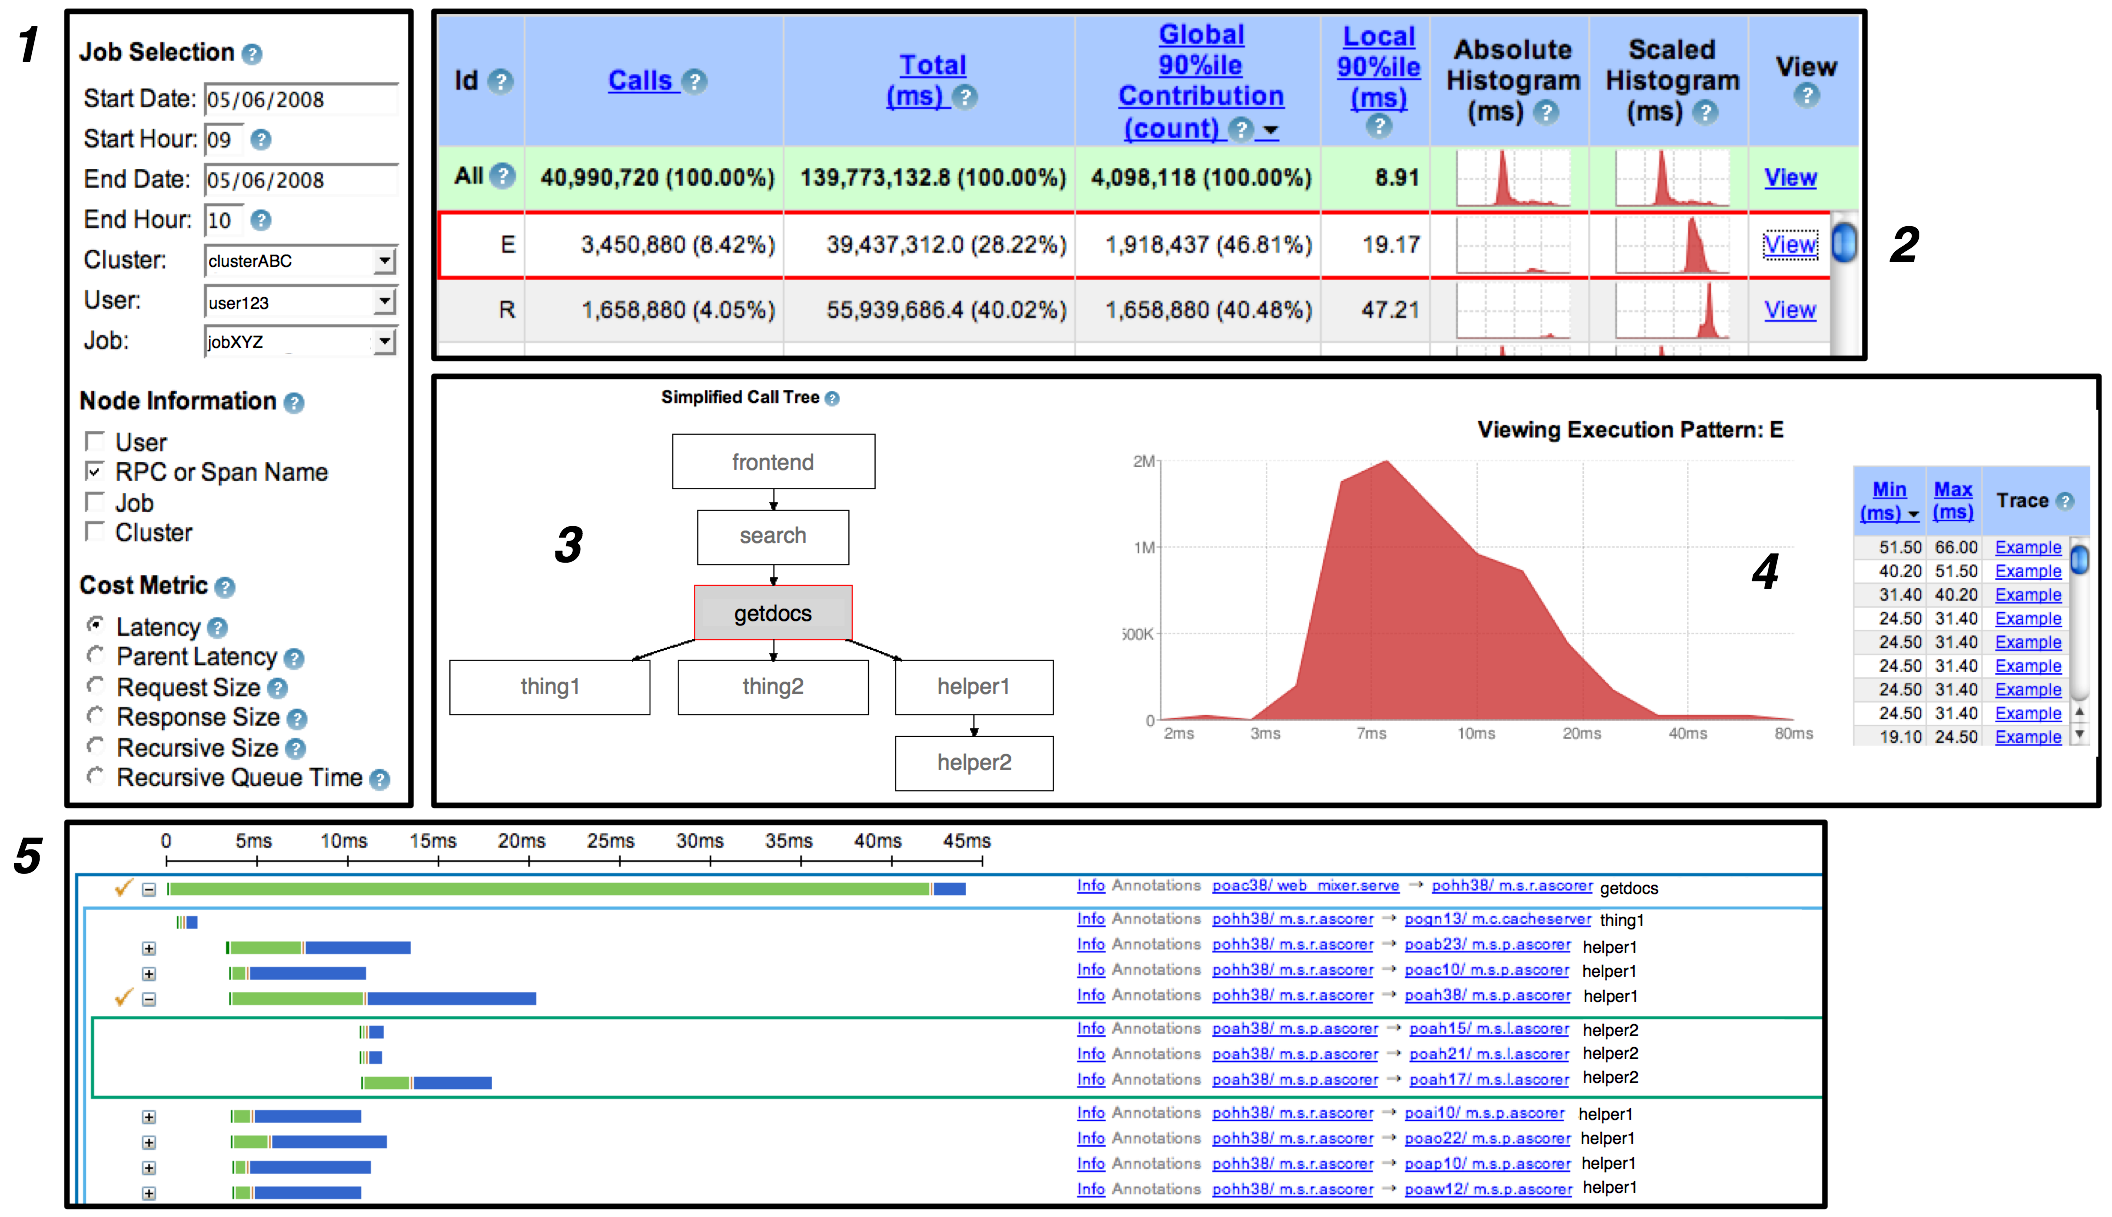 1
Job Selection ?
Start Date: 05/06/2008
Start Hour: 09 ?
End Date: 05/06/2008
End Hour: 10 ?
Cluster: clusterABC
User: user123
Job: jobXYZ
Node Information ?
User
RPC or Span Name
Job
Cluster
Cost Metric ?
Latency ?
Parent Latency ?
Request Size ?
Response Size ?
Recursive Size ?
Recursive Queue Time ?
2
Id ? Calls ? Total (ms) ? Global 90%ile Contribution (count) ? Local 90%ile (ms) ? Absolute Histogram (ms) ? Scaled Histogram (ms) ? View ?
All ? 40,990,720 (100.00%) 139,773,132.8 (100.00%) 4,098,118 (100.00%) 8.91 View
E 3,450,880 (8.42%) 39,437,312.0 (28.22%) 1,918,437 (46.81%) 19.17 View
R 1,658,880 (4.05%) 55,939,686.4 (40.02%) 1,658,880 (40.48%) 47.21 View
3
Simplified Call Tree ?
frontend
search
getdocs
thing1 thing2 helper1
helper2
4
Viewing Execution Pattern: E
2M
1M
500K
0
2ms 3ms 7ms 10ms 20ms 40ms 80ms
Min (ms) Max (ms) Trace ?
51.50 66.00 Example
40.20 51.50 Example
31.40 40.20 Example
24.50 31.40 Example
24.50 31.40 Example
24.50 31.40 Example
24.50 31.40 Example
24.50 31.40 Example
19.10 24.50 Example
5
0 5ms 10ms 15ms 20ms 25ms 30ms 35ms 40ms 45ms
Info Annotations poac38/ web_mixer.serve → pohh38/ m.s.r.ascorer getdocs
Info Annotations pohh38/ m.s.r.ascorer → pogn13/ m.c.cacheserver thing1
Info Annotations pohh38/ m.s.r.ascorer → poab23/ m.s.p.ascorer helper1
Info Annotations pohh38/ m.s.r.ascorer → poac10/ m.s.p.ascorer helper1
Info Annotations pohh38/ m.s.r.ascorer → poah38/ m.s.p.ascorer helper1
Info Annotations poah38/ m.s.p.ascorer → poah15/ m.s.l.ascorer helper2
Info Annotations poah38/ m.s.p.ascorer → poah21/ m.s.l.ascorer helper2
Info Annotations poah38/ m.s.p.ascorer → poah17/ m.s.l.ascorer helper2
Info Annotations pohh38/ m.s.r.ascorer → poai10/ m.s.p.ascorer helper1
Info Annotations pohh38/ m.s.r.ascorer → poao22/ m.s.p.ascorer helper1
Info Annotations pohh38/ m.s.r.ascorer → poap10/ m.s.p.ascorer helper1
Info Annotations pohh38/ m.s.r.ascorer → poaw12/ m.s.p.ascorer helper1